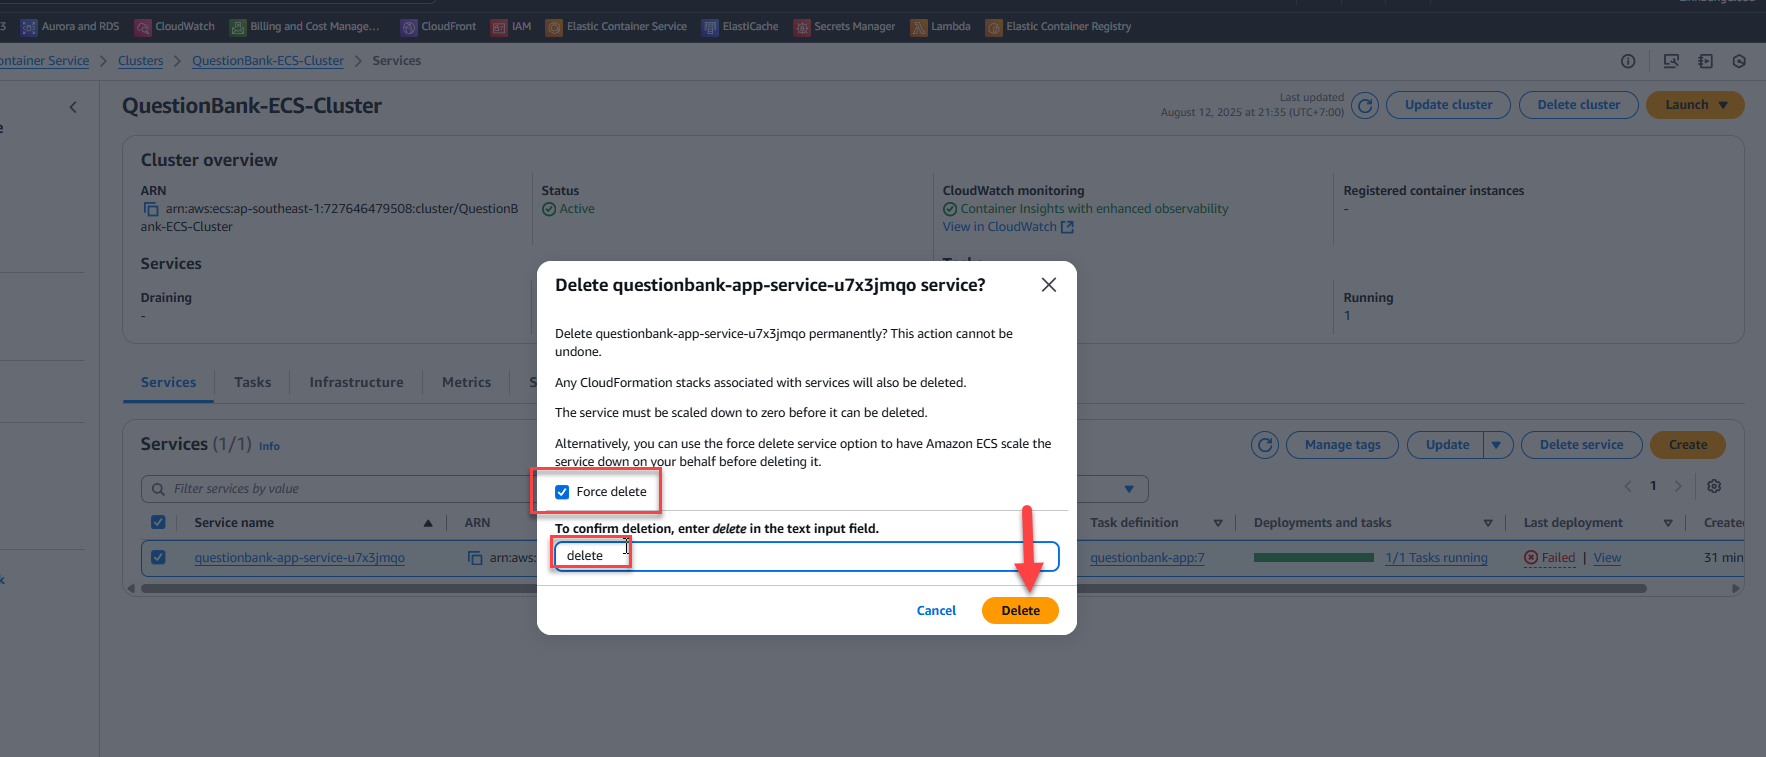 3 Aurora and RDS CloudWatch Billing and Cost Manage... CloudFront IAM Elastic Container Service ElastiCache Secrets Manager Lambda Elastic Container Registry
ontainer Service Clusters QuestionBank-ECS-Cluster Services
QuestionBank-ECS-Cluster
Last updated
August 12, 2025 at 21:35 (UTC+7:00)
Update cluster Delete cluster Launch
Cluster overview
ARN
arn:aws:ecs:ap-southeast-1:727646479508:cluster/QuestionB
ank-ECS-Cluster
Status
Active
CloudWatch monitoring
Container Insights with enhanced observability
View in CloudWatch
Registered container instances
-
Services
Draining
-
Running
1
Delete questionbank-app-service-u7x3jmqo service?
Delete questionbank-app-service-u7x3jmqo permanently? This action cannot be
undone.
Any CloudFormation stacks associated with services will also be deleted.
The service must be scaled down to zero before it can be deleted.
Alternatively, you can use the force delete service option to have Amazon ECS scale the
service down on your behalf before deleting it.
Force delete
To confirm deletion, enter delete in the text input field.
delete
Cancel Delete
Services Tasks Infrastructure Metrics S
Services (1/1) Info
Manage tags Update Delete service Create
Filter services by value
1
Service name ARN Task definition Deployments and tasks Last deployment Create
questionbank-app-service-u7x3jmqo arn:aws: questionbank-app:7 1/1 Tasks running Failed | View 31 min